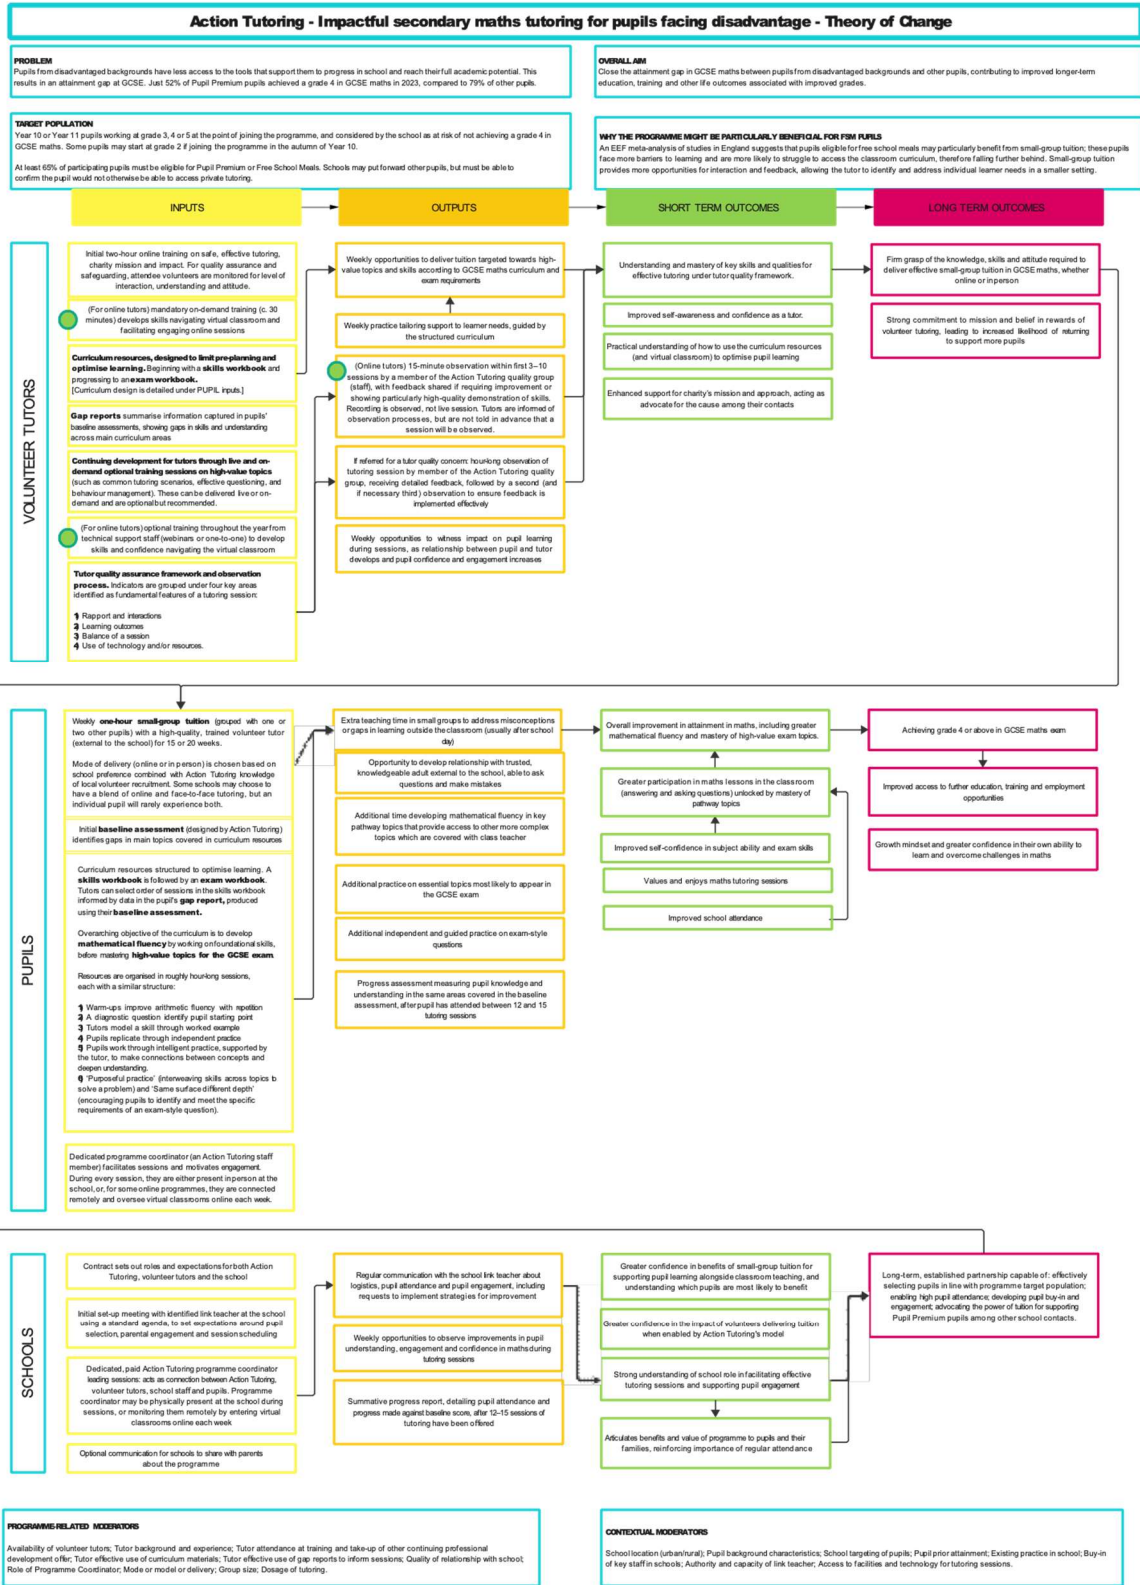 Action Tutoring - Impactful secondary maths tutoring for pupils facing disadvantage - Theory of Change
PROBLEM
Pupils from disadvantaged backgrounds have less access to the tools that support them to progress in school and reach their full academic potential. This
results in an attainment gap at GCSE. Just 52% of Pupil Premium pupils achieved a grade 4 in GCSE maths in 2023, compared to 79% of other pupils.
OVERALL AIM
Close the attainment gap in GCSE maths between pupils from disadvantaged backgrounds and other pupils, contributing to improved longer-term
education, training and other life outcomes associated with improved grades.
TARGET POPULATION
Year 10 or Year 11 pupils working at grade 3, 4 or 5 at the point of joining the programme, and considered by the school as at risk of not achieving a grade 4 in
GCSE maths. Some pupils may start at grade 2 if joining the programme in the autumn of Year 10.
At least 65% of participating pupils must be eligible for Pupil Premium or Free School Meals. Schools may put forward other pupils, but must be able to
confirm the pupil would not otherwise be able to access private tutoring.
WHY THE PROGRAMME MIGHT BE PARTICULARLY BENEFICIAL FOR FSM PUPILS
An EEF meta-analysis of studies in England suggests that pupils eligible for free school meals may particularly benefit from small-group tuition; these pupils
face more barriers to learning and are more likely to struggle to access the classroom curriculum, therefore falling further behind. Small-group tuition
provides more opportunities for interaction and feedback, allowing the tutor to identify and address individual learner needs in a smaller setting.
INPUTS
OUTPUTS
SHORT TERM OUTCOMES
LONG TERM OUTCOMES
VOLUNTEER TUTORS
Initial two-hour online training on safe, effective tutoring,
charity mission and impact. For quality assurance and
safeguarding, attendee volunteers are monitored for level of
interaction, understanding and attitude.
(For online tutors) mandatory on-demand training (c. 30
minutes) develops skills navigating virtual classroom and
facilitating engaging online sessions
Curriculum resources, designed to limit pre-planning and
optimise learning. Beginning with a skills workbook and
progressing to an exam workbook.
[Curriculum design is detailed under PUPIL inputs.]
Gap reports summarise information captured in pupils'
baseline assessments, showing gaps in skills and understanding
across main curriculum areas
Continuing development for tutors through live and on-
demand optional training sessions on high-value topics
(such as common tutoring scenarios, effective questioning, and
behaviour management). These can be delivered live or on-
demand and are optional but recommended.
(For online tutors) optional training throughout the year from
technical support staff (webinars or one-to-one) to develop
skills and confidence navigating the virtual classroom
Tutor quality assurance framework and observation
process. Indicators are grouped under four key areas
identified as fundamental features of a tutoring session:
1) Rapport and interactions
2) Learning outcomes
3) Balance of a session
4) Use of technology and/or resources.
Weekly opportunities to deliver tuition targeted towards high-
value topics and skills according to GCSE maths curriculum and
exam requirements
Weekly practice tailoring support to learner needs, guided by
the structured curriculum
(Online tutors) 15-minute observation within first 3–10
sessions by a member of the Action Tutoring quality group
(staff), with feedback shared if requiring improvement or
showing particularly high demonstration of skills.
Recording is observed, not live session. Tutors are informed of
observation processes, but are not told in advance that a
session will be observed.
If referred for a tutor quality concern: hour-long observation of
tutoring session by member of the Action Tutoring quality
group, receiving detailed feedback, followed by a second (and
if necessary third) observation to ensure feedback is
implemented effectively
Weekly opportunities to witness impact on pupil learning
during sessions, as relationship between pupil and tutor
develops and pupil confidence and engagement increases
Understanding and mastery of key skills and qualities for
effective tutoring under tutor quality framework.
Improved self-awareness and confidence as a tutor.
Practical understanding of how to use the curriculum resources
(and virtual classroom) to optimise pupil learning
Enhanced support for charity's mission and approach, acting as
advocate for the cause among their contacts
Firm grasp of the knowledge, skills and attitude required to
deliver effective small-group tuition in GCSE maths, whether
online or in person
Strong commitment to mission and belief in rewards of
volunteer tutoring, leading to increased likelihood of returning
to support more pupils
PUPILS
Weekly one-hour small-group tuition (grouped with one or
two other pupils) with a high-quality, trained volunteer tutor
(external to the school) for 15 or 20 weeks.
Mode of delivery (online or in person) is chosen based on
school preference combined with Action Tutoring knowledge
of local volunteer recruitment. Some schools may choose to
have a blend of online and face-to-face tutoring, but an
individual pupil will rarely experience both.
Initial baseline assessment (designed by Action Tutoring)
identifies gaps in main topics covered in curriculum resources
Curriculum resources structured to optimise learning. A
skills workbook is followed by an exam workbook.
Tutors can select order of sessions in the skills workbook
informed by data in the pupil's gap report, produced
using their baseline assessment.
Overarching objective of the curriculum is to develop
mathematical fluency by working on foundational skills,
before mastering high-value topics for the GCSE exam.
Resources are organised in roughly hour-long sessions,
each with a similar structure:
1) Warm-ups improve arithmetic fluency with repetition
2) A diagnostic question identify pupil starting point
3) Tutors model a skill through worked example
4) Pupils replicate through independent practice
5) Pupils work through intelligent practice, supported by
the tutor, to make connections between concepts and
deepen understanding.
6) 'Purposeful practice' (interweaving skills across topics to
solve a problem) and 'Same surface different depth'
(encouraging pupils to identify and meet the specific
requirements of an exam-style question).
Dedicated programme coordinator (an Action Tutoring staff
member) facilitates sessions and motivates engagement.
During every session, they are either present in person at the
school, or, for some online programmes, they are connected
remotely and oversee virtual classrooms online each week.
Extra teaching time in small groups to address misconceptions
or gaps in learning outside the classroom (usually after school
day)
Opportunity to develop relationship with trusted,
knowledgeable adult external to the school, able to ask
questions and make mistakes
Additional time developing mathematical fluency in key
pathway topics that provide access to other more complex
topics which are covered with class teacher
Additional practice on essential topics most likely to appear in
the GCSE exam
Additional independent and guided practice on exam-style
questions
Progress assessment measuring pupil knowledge and
understanding in the same areas covered in the baseline
assessment, after pupil has attended between 12 and 15
tutoring sessions
Overall improvement in attainment in maths, including greater
mathematical fluency and mastery of high-value exam topics.
Greater participation in maths lessons in the classroom
(answering and asking questions) unlocked by mastery of
pathway topics
Improved self-confidence in subject ability and exam skills
Values and enjoys maths tutoring sessions
Improved school attendance
Achieving grade 4 or above in GCSE maths exam
Improved access to further education, training and employment
opportunities
Growth mindset and greater confidence in their own ability to
learn and overcome challenges in maths
SCHOOLS
Contract sets out roles and expectations for both Action
Tutoring, volunteer tutors and the school
Initial set-up meeting with identified link teacher at the school
using a standard agenda, to set expectations around pupil
selection, parental engagement and session scheduling
Dedicated, paid Action Tutoring programme coordinator
leading sessions: acts as connection between Action Tutoring,
volunteer tutors, school staff and pupils. Programme
coordinator may be physically present at the school during
sessions, or monitoring them remotely by entering virtual
classrooms online each week
Optional communication for schools to share with parents
about the programme
Regular communication with the school link teacher about
logistics, pupil attendance and pupil engagement, including
requests to implement strategies for improvement
Weekly opportunities to observe improvements in pupil
understanding, engagement and confidence in maths during
tutoring sessions
Summative progress report, detailing pupil attendance and
progress made against baseline score, after 12–15 sessions of
tutoring have been offered
Greater confidence in benefits of small-group tuition for
supporting pupil learning alongside classroom teaching, and
understanding which pupils are most likely to benefit
Greater confidence in the impact of volunteers delivering tuition
when enabled by Action Tutoring's model
Strong understanding of school role in facilitating effective
tutoring sessions and supporting pupil engagement
Articulates benefits and value of programme to pupils and their
families, reinforcing importance of regular attendance
Long-term, established partnership capable of: effectively
selecting pupils in line with programme target population;
enabling high pupil attendance; developing pupil buy-in and
engagement; advocating the power of tuition for supporting
Pupil Premium pupils among other school contacts.
PROGRAMME-RELATED MODERATORS
Availability of volunteer tutors; Tutor background and experience; Tutor attendance at training and take-up of other continuing professional
development offer; Tutor effective use of curriculum materials; Tutor effective use of gap reports to inform sessions; Quality of relationship with school;
Role of Programme Coordinator; Mode or model or delivery; Group size; Dosage of tutoring.
CONTEXTUAL MODERATORS
School location (urban/rural); Pupil background characteristics; School targeting of pupils; Pupil prior attainment; Existing practice in school; Buy-in
of key staff in schools; Authority and capacity of link teacher; Access to facilities and technology for tutoring sessions.